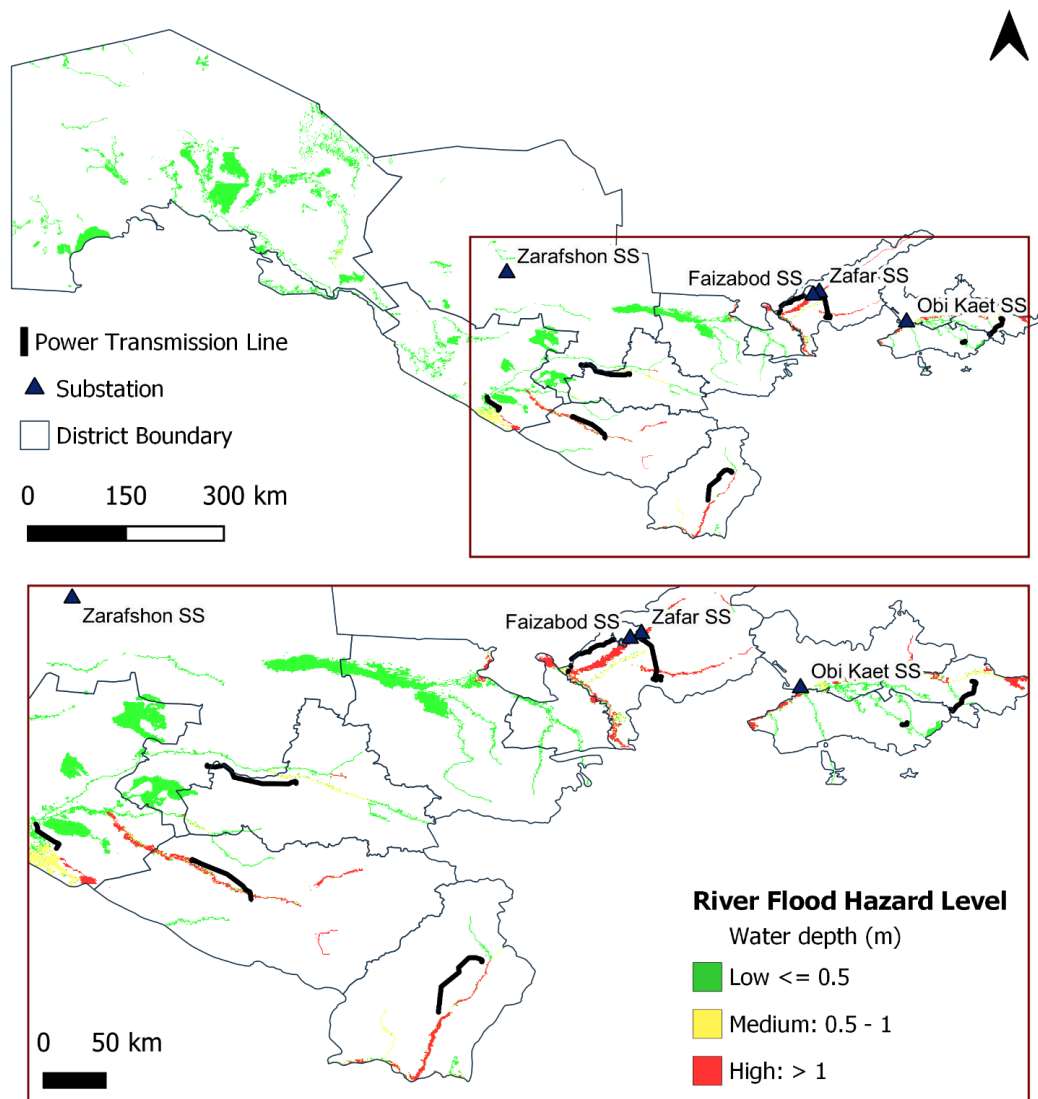 Zarafshon SS
Faizabod SS
Zafar SS
Obi Kaet SS
Power Transmission Line
Substation
District Boundary
0 150 300 km
Zarafshon SS
Faizabod SS
Zafar SS
Obi Kaet SS
River Flood Hazard Level
Water depth (m)
Low <= 0.5
Medium: 0.5 - 1
High: > 1
0 50 km